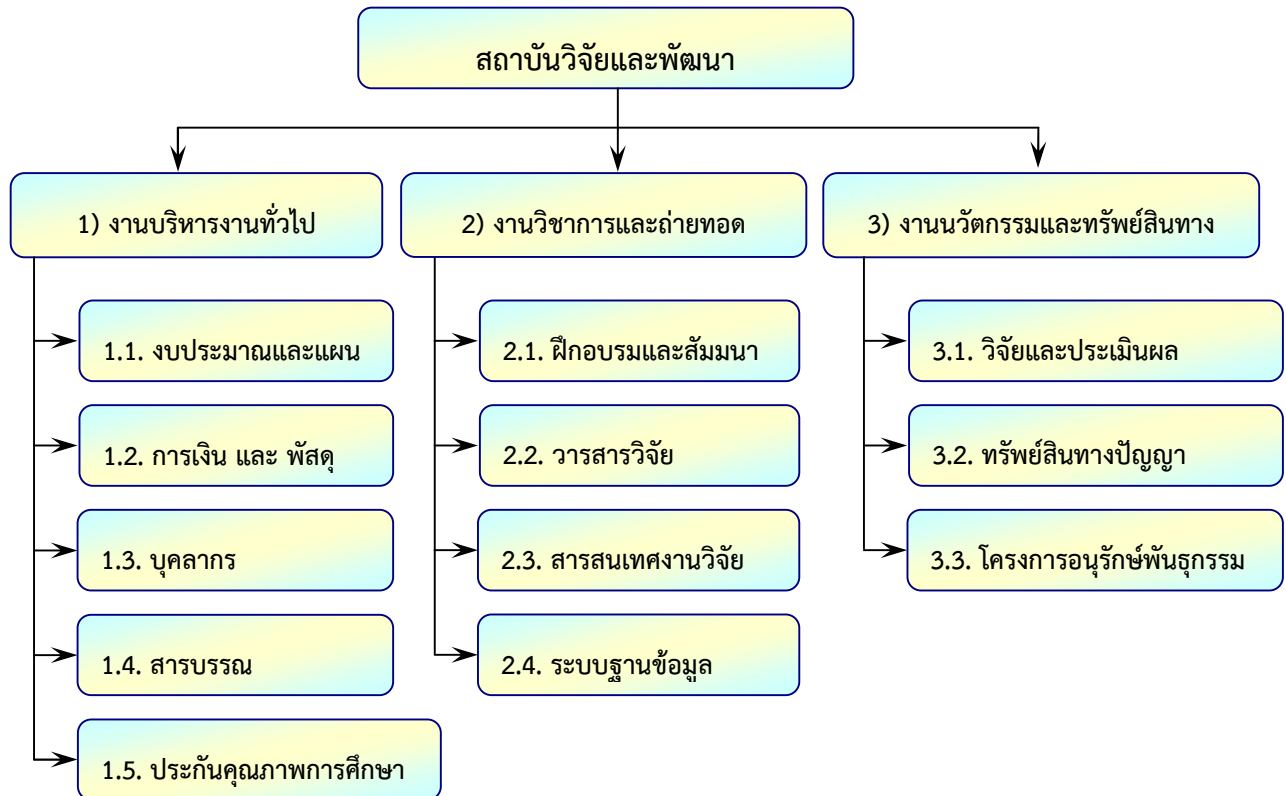 สถาบันวิจัยและพัฒนา
1) งานบริหารงานทั่วไป
1.1. งบประมาณและแผน
1.2. การเงิน และ พัสดุ
1.3. บุคลากร
1.4. สารบรรณ
1.5. ประกันคุณภาพการศึกษา
2) งานวิชาการและถ่ายทอด
2.1. ฝึกอบรมและสัมมนา
2.2. วารสารวิจัย
2.3. สารสนเทศงานวิจัย
2.4. ระบบฐานข้อมูล
3) งานนวัตกรรมและทรัพย์สินทาง
3.1. วิจัยและประเมินผล
3.2. ทรัพย์สินทางปัญญา
3.3. โครงการอนุรักษ์พันธุกรรม